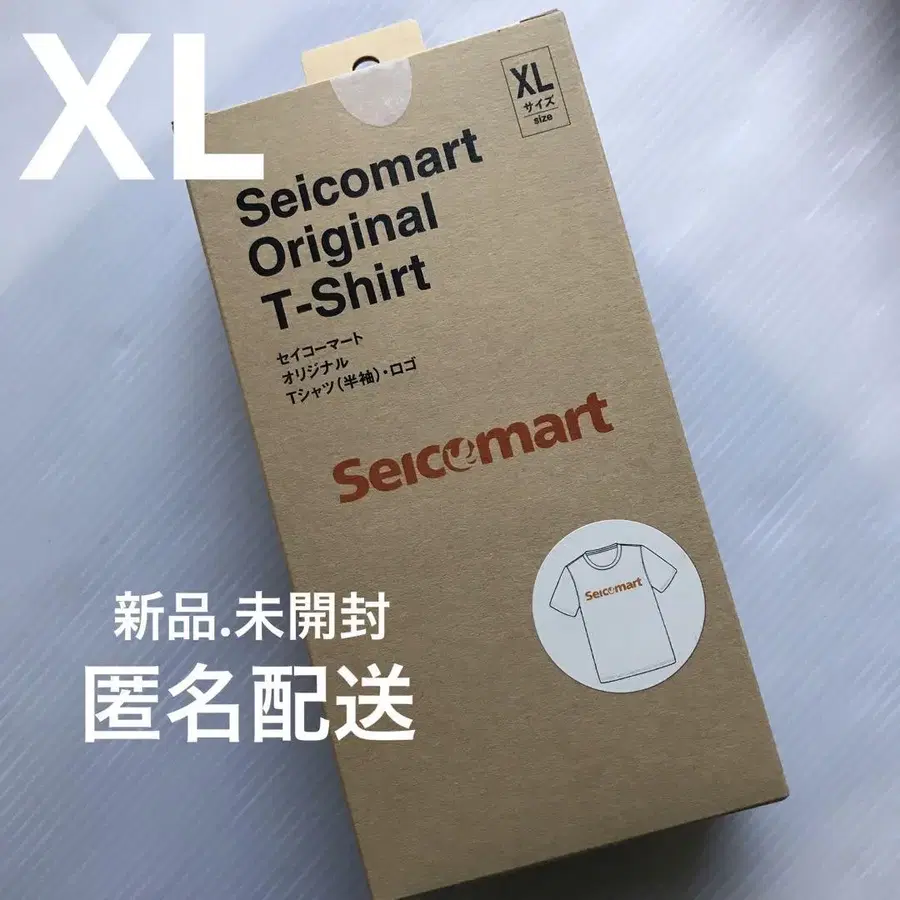 XL
XL
サイズ
size
Seicomart
Original
T-Shirt
セイコーマート
オリジナル
Tシャツ(半袖)・ロゴ
Seicomart
Seicomart
新品.未開封
匿名配送